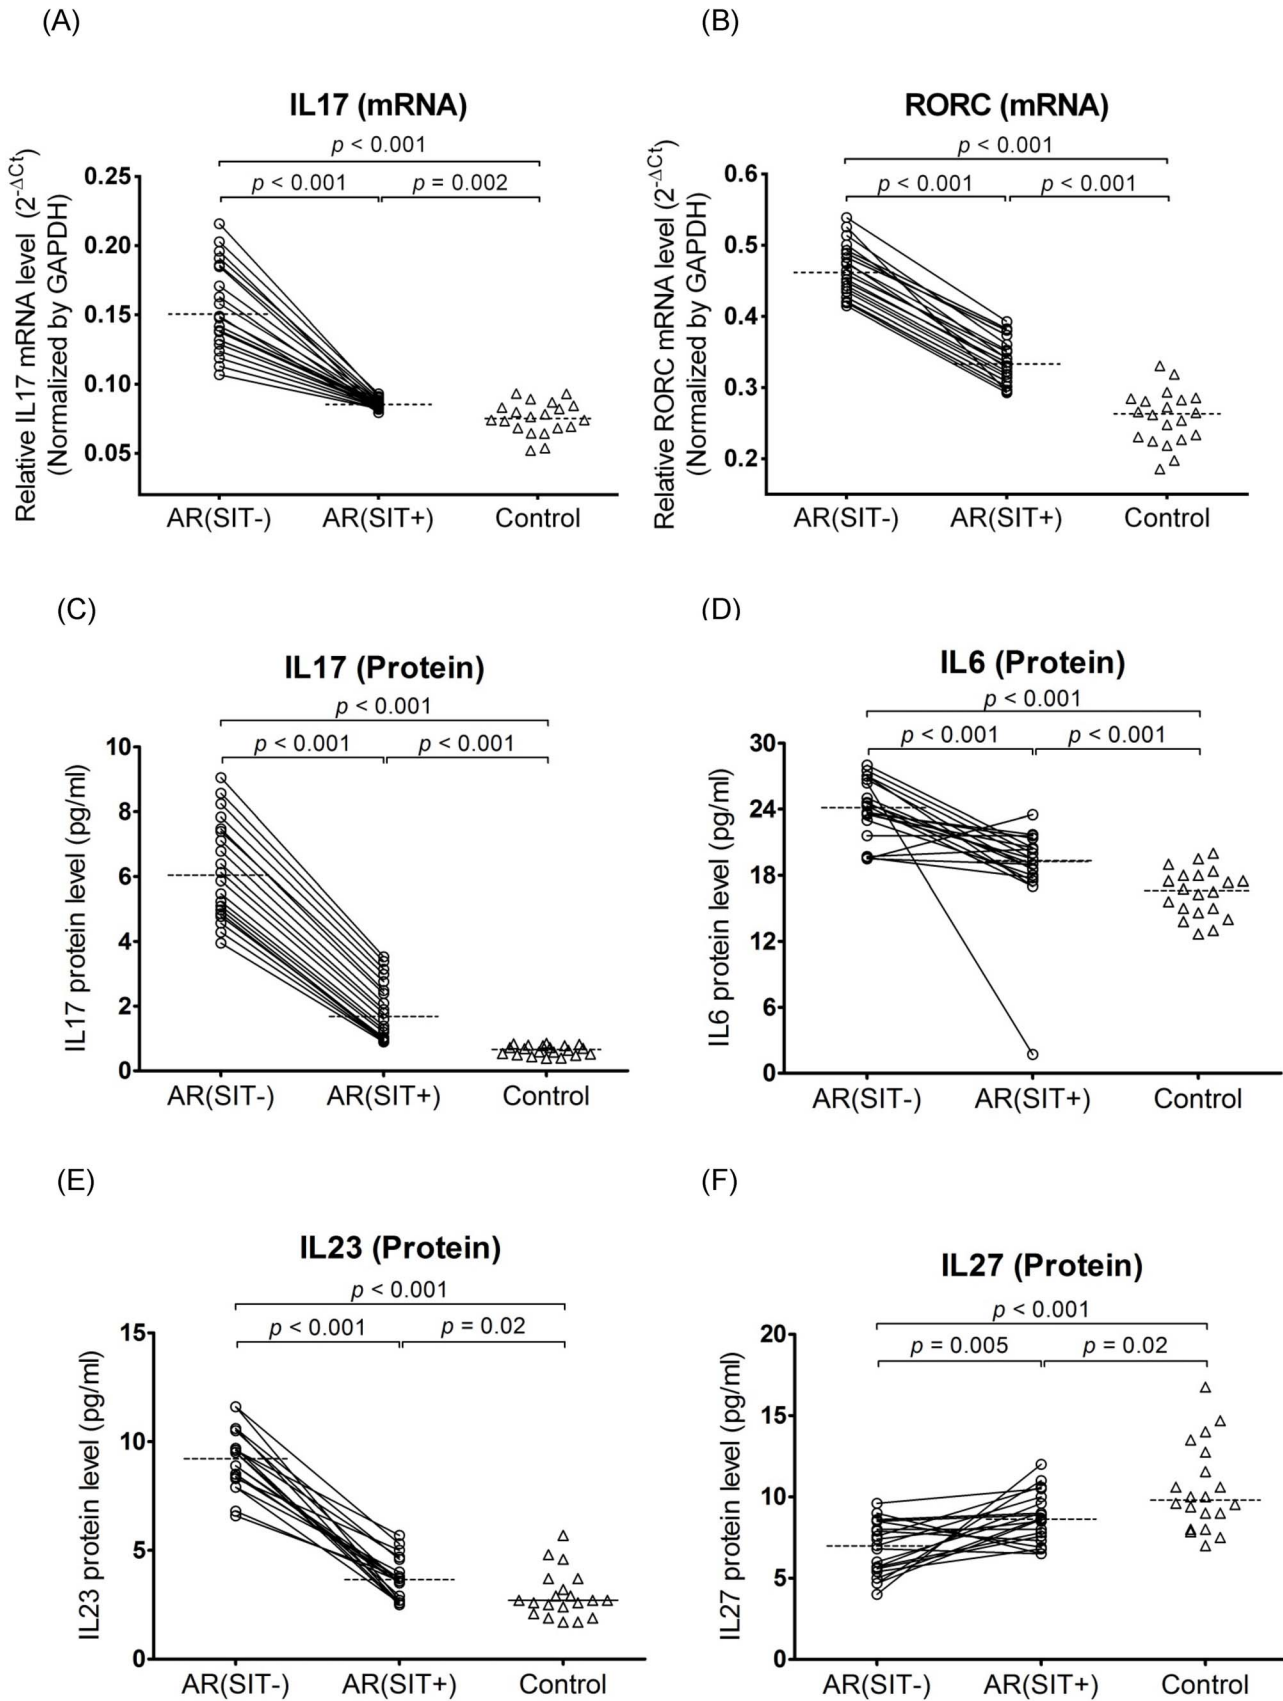 (A)
IL17 (mRNA)
p < 0.001
p < 0.001
p = 0.002
Relative IL17 mRNA level (2^-ΔCt)
(Normalized by GAPDH)
0.25
0.20
0.15
0.10
0.05
AR(SIT-)
AR(SIT+)
Control
(B)
RORC (mRNA)
p < 0.001
p < 0.001
p < 0.001
Relative RORC mRNA level (2^-ΔCt)
(Normalized by GAPDH)
0.6
0.5
0.4
0.3
0.2
AR(SIT-)
AR(SIT+)
Control
(C)
IL17 (Protein)
p < 0.001
p < 0.001
p < 0.001
IL17 protein level (pg/ml)
10
8
6
4
2
0
AR(SIT-)
AR(SIT+)
Control
(D)
IL6 (Protein)
p < 0.001
p < 0.001
p < 0.001
IL6 protein level (pg/ml)
30
24
18
12
6
0
AR(SIT-)
AR(SIT+)
Control
(E)
IL23 (Protein)
p < 0.001
p < 0.001
p = 0.02
IL23 protein level (pg/ml)
15
10
5
0
AR(SIT-)
AR(SIT+)
Control
(F)
IL27 (Protein)
p < 0.001
p = 0.005
p = 0.02
IL27 protein level (pg/ml)
20
15
10
5
0
AR(SIT-)
AR(SIT+)
Control